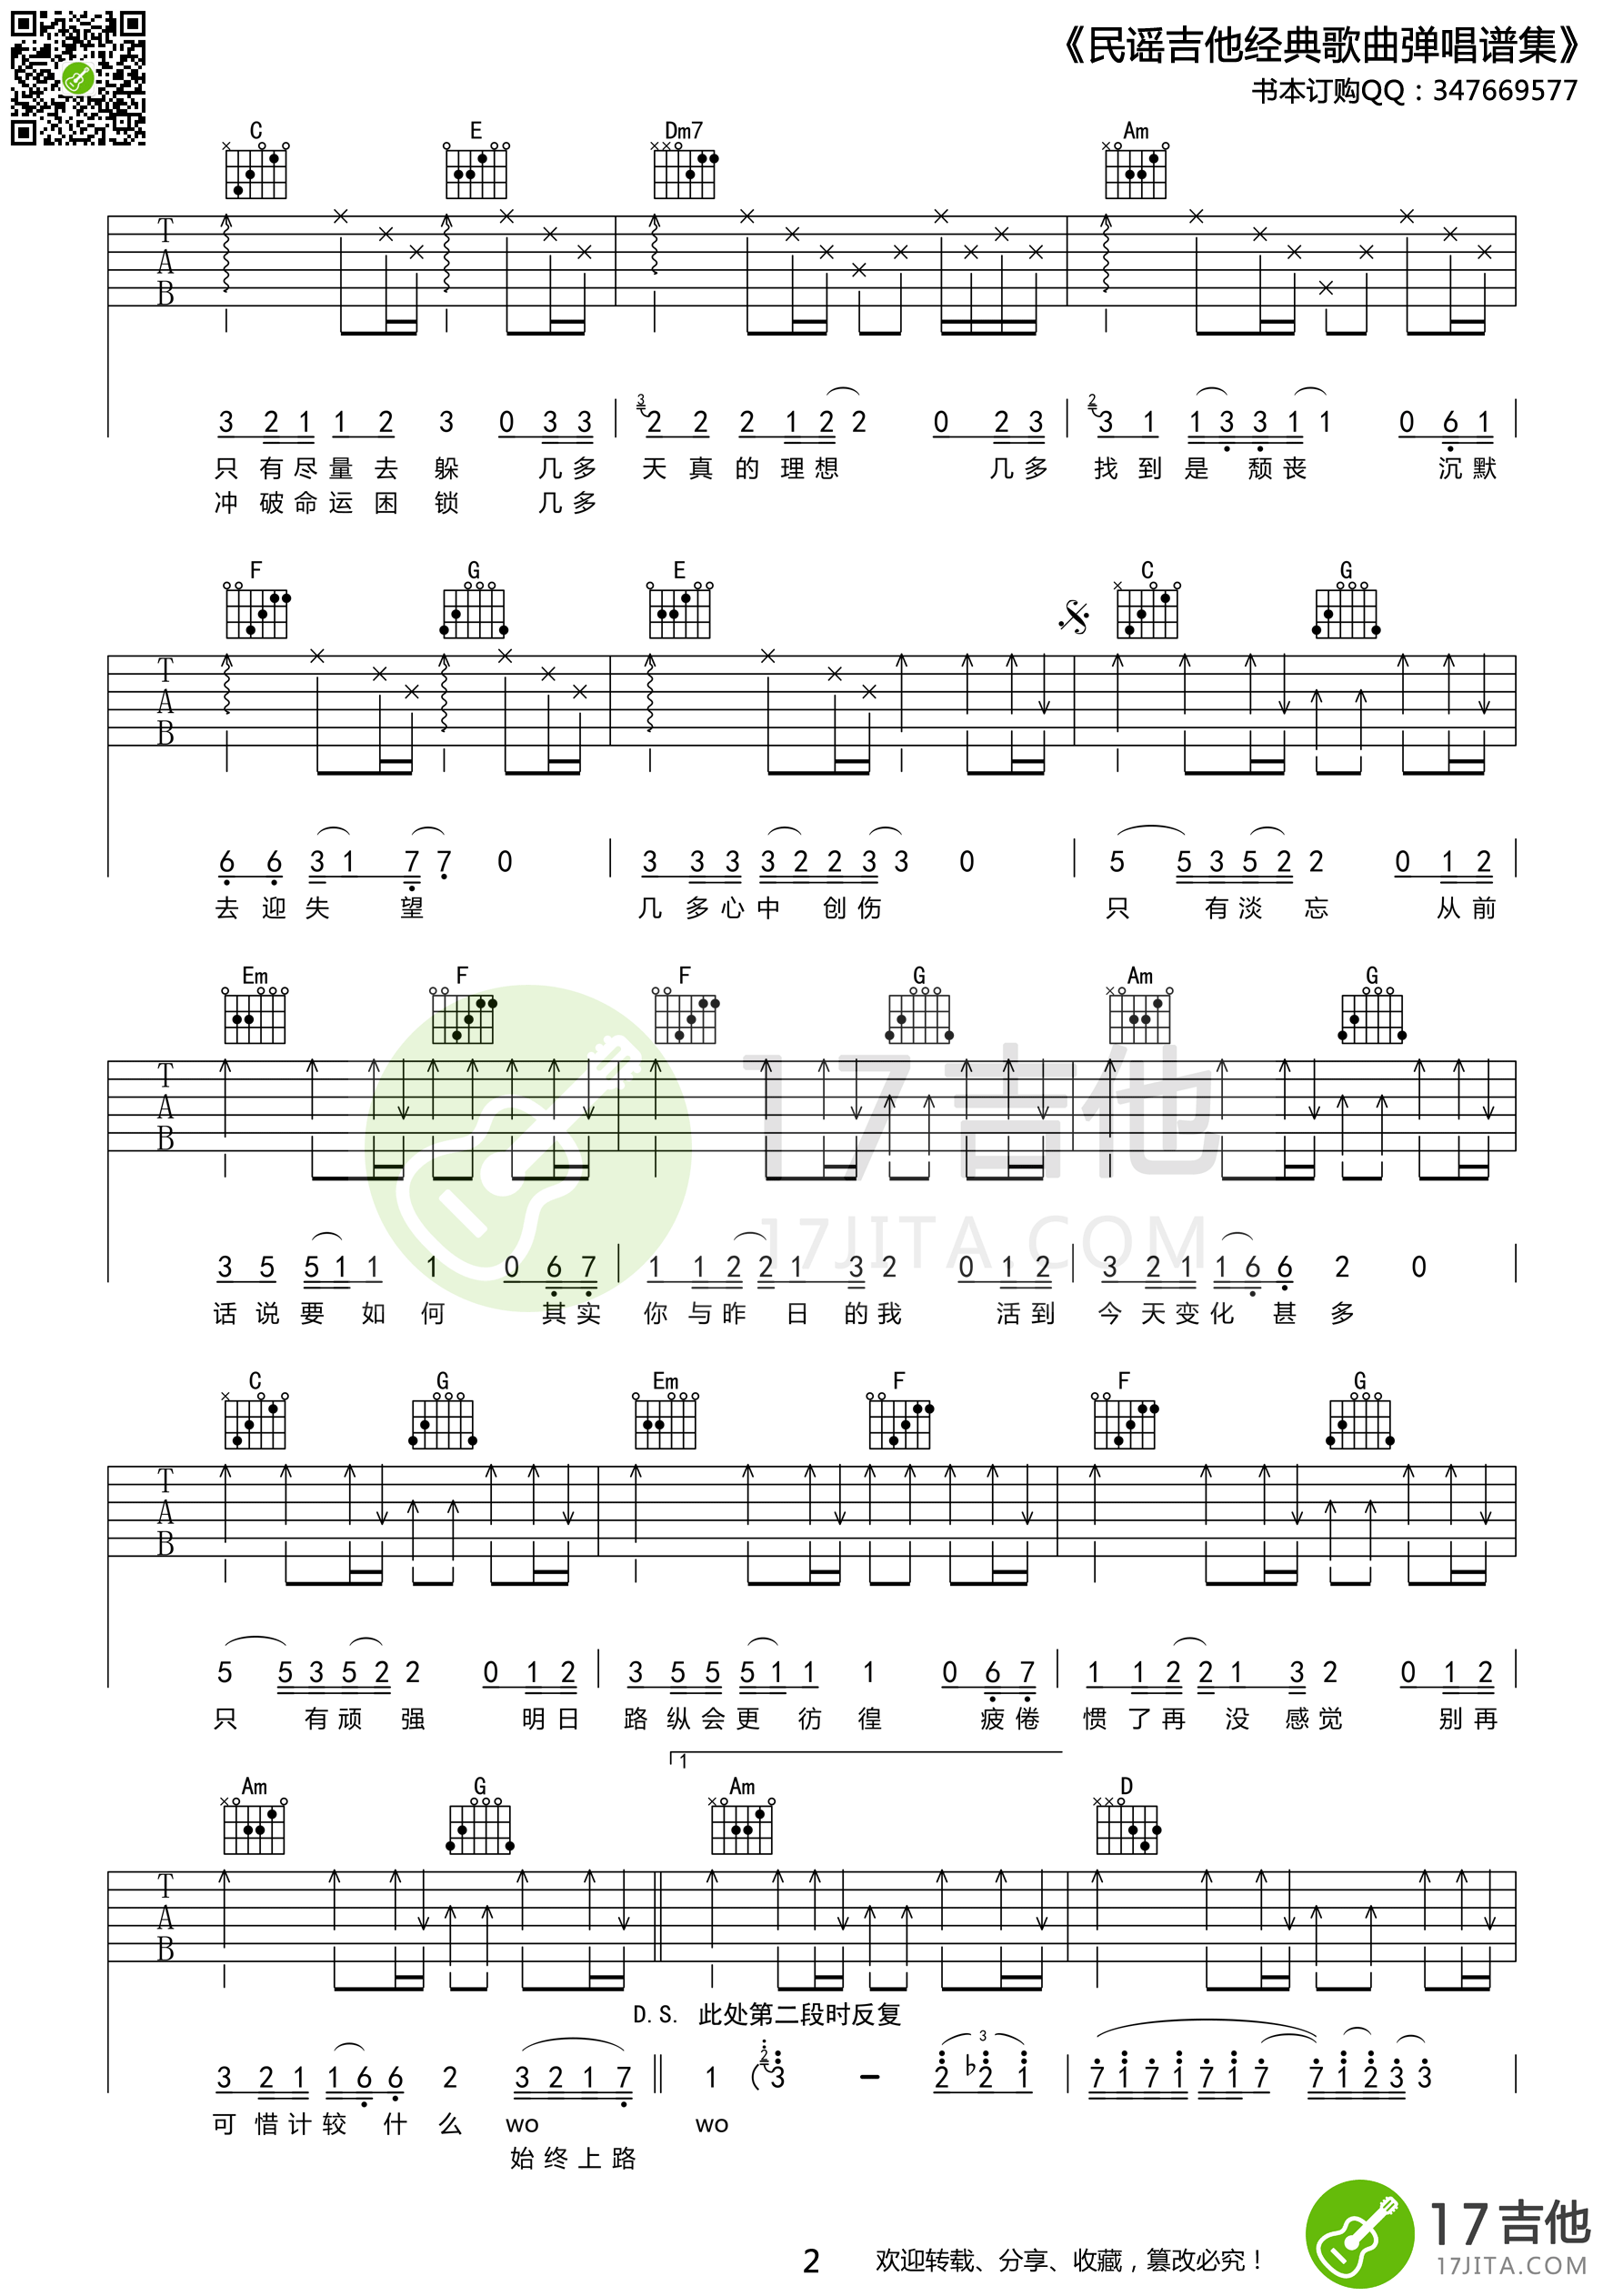 《民谣吉他经典歌曲弹唱谱集》
书本订购QQ：347669577
C E Dm7 Am
T
A
B
3 2 1 1 2 3 0 3 3 3 2 2 2 1 2 2 0 2 3 2 3 1 1 3 3 1 1 0 6 1
只 有 尽 量 去 躲 几 多 天 真 的 理 想 几 多 找 到 是 颓 丧 沉 默
冲 破 命 运 困 锁 几 多
F G E C G
T
A
B
6 6 3 1 7 7 0 3 3 3 3 2 2 3 3 0 5 5 3 5 2 2 0 1 2
去 迎 失 望 几 多 心 中 创 伤 只 有 淡 忘 从 前
Em F F G Am G
T
A
B
3 5 5 1 1 1 0 6 7 1 1 2 2 1 3 2 0 1 2 3 2 1 1 6 6 2 0
话 说 要 如 何 其 实 你 与 昨 日 的 我 活 到 今 天 变 化 甚 多
17吉他
17JITA.COM
C G Em F F G
T
A
B
5 5 3 5 2 2 0 1 2 3 5 5 5 1 1 1 0 6 7 1 1 2 2 1 3 2 0 1 2
只 有 顽 强 明 日 路 纵 会 更 彷 徨 疲 倦 惯 了 再 没 感 觉 别 再
1
Am G Am D
T
A
B
D.S. 此处第二段时反复
3 2 1 1 6 6 2 3 2 1 7 1 ( 2 3 - 3 2 ♭2 1 7 1 7 1 7 1 7 7 1 2 3 3
可 惜 计 较 什 么 wo wo
始 终 上 路
2 欢迎转载、分享、收藏，篡改必究！
17吉他
17JITA.COM